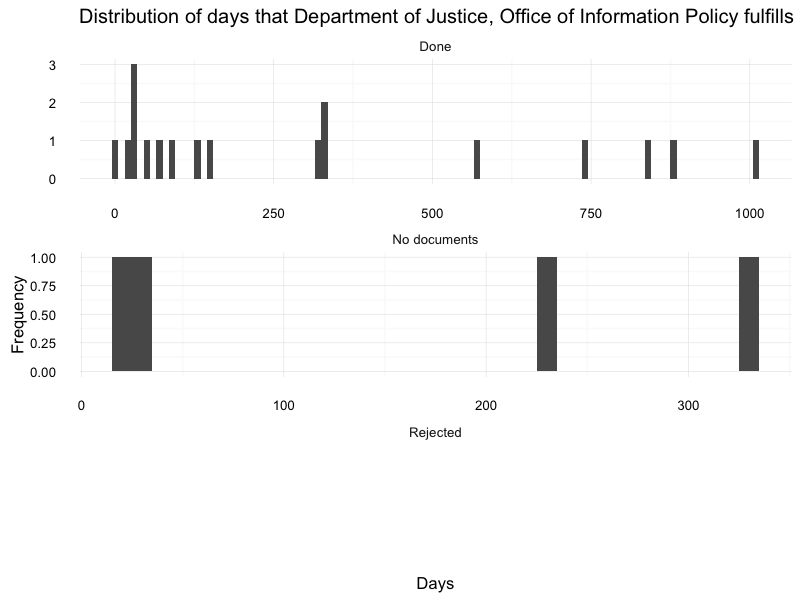 Distribution of days that Department of Justice, Office of Information Policy fulfills
Done
3
2
1
0
0 250 500 750 1000
No documents
Frequency
1.00
0.75
0.50
0.25
0.00
0 100 200 300
Rejected
Days